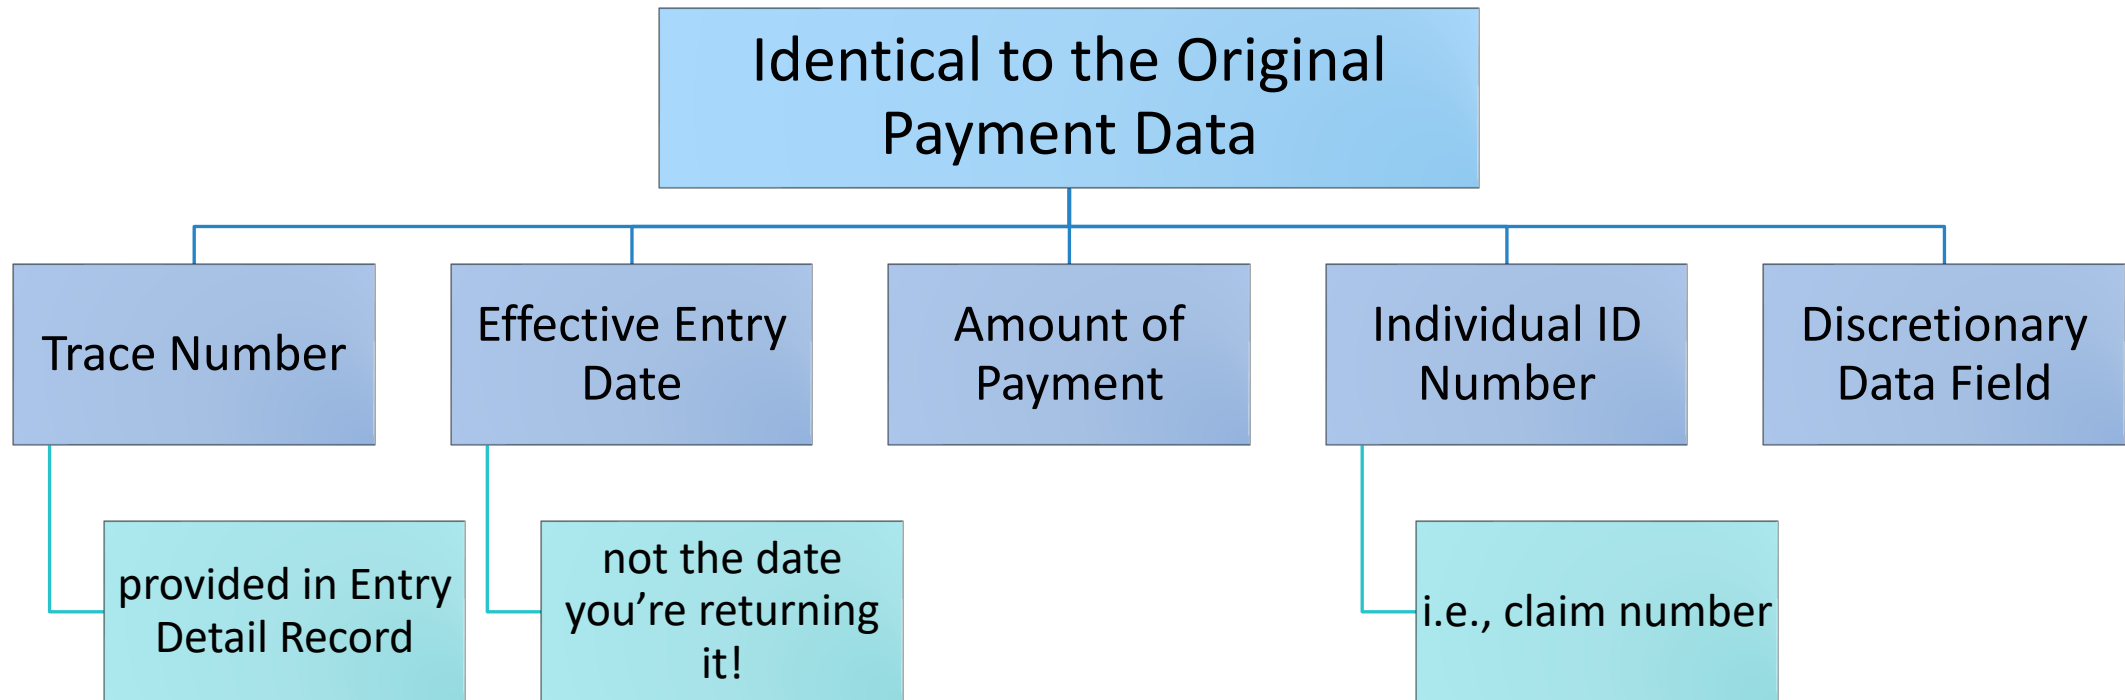 Identical to the Original
Payment Data
Trace Number
Effective Entry
Date
Amount of
Payment
Individual ID
Number
Discretionary
Data Field
provided in Entry
Detail Record
not the date
you’re returning
it!
i.e., claim number